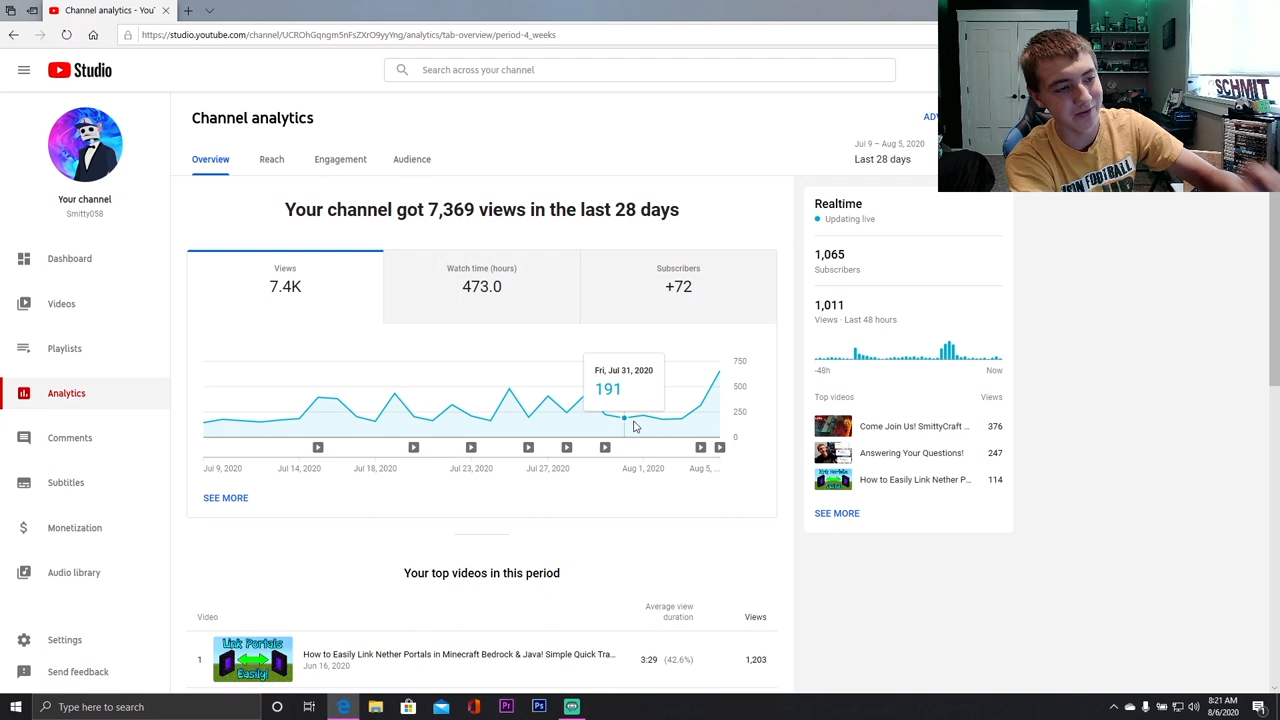 Channel analytics - You
https://studio.youtube.com/channel/
analytics/tab-overview/period-4_weeks
Studio
Search across your channel
SCHMIT
FOOTBALL
Your channel
Smitty058
Dashboard
Videos
Playlists
Analytics
Comments
Subtitles
Monetization
Audio library
Settings
Send feedback
Channel analytics
Overview
Reach
Engagement
Audience
Jul 9 – Aug 5, 2020
Last 28 days
Your channel got 7,369 views in the last 28 days
Views
7.4K
Watch time (hours)
473.0
Subscribers
+72
Fri, Jul 31, 2020
191
750
500
250
0
Jul 9, 2020
Jul 14, 2020
Jul 18, 2020
Jul 23, 2020
Jul 27, 2020
Aug 1, 2020
Aug 5, ...
SEE MORE
Your top videos in this period
Video
Average view
duration
Views
1
Link Portals
Easily!
How to Easily Link Nether Portals in Minecraft Bedrock & Java! Simple Quick Tra...
Jun 16, 2020
3:29 (42.6%)
1,203
Realtime
Updating live
1,065
Subscribers
1,011
Views · Last 48 hours
-48h
Now
Top videos
Views
Come Join Us! SmittyCraft ...
376
Answering Your Questions!
247
How to Easily Link Nether P...
114
SEE MORE
Type here to search
8:21 AM
8/6/2020